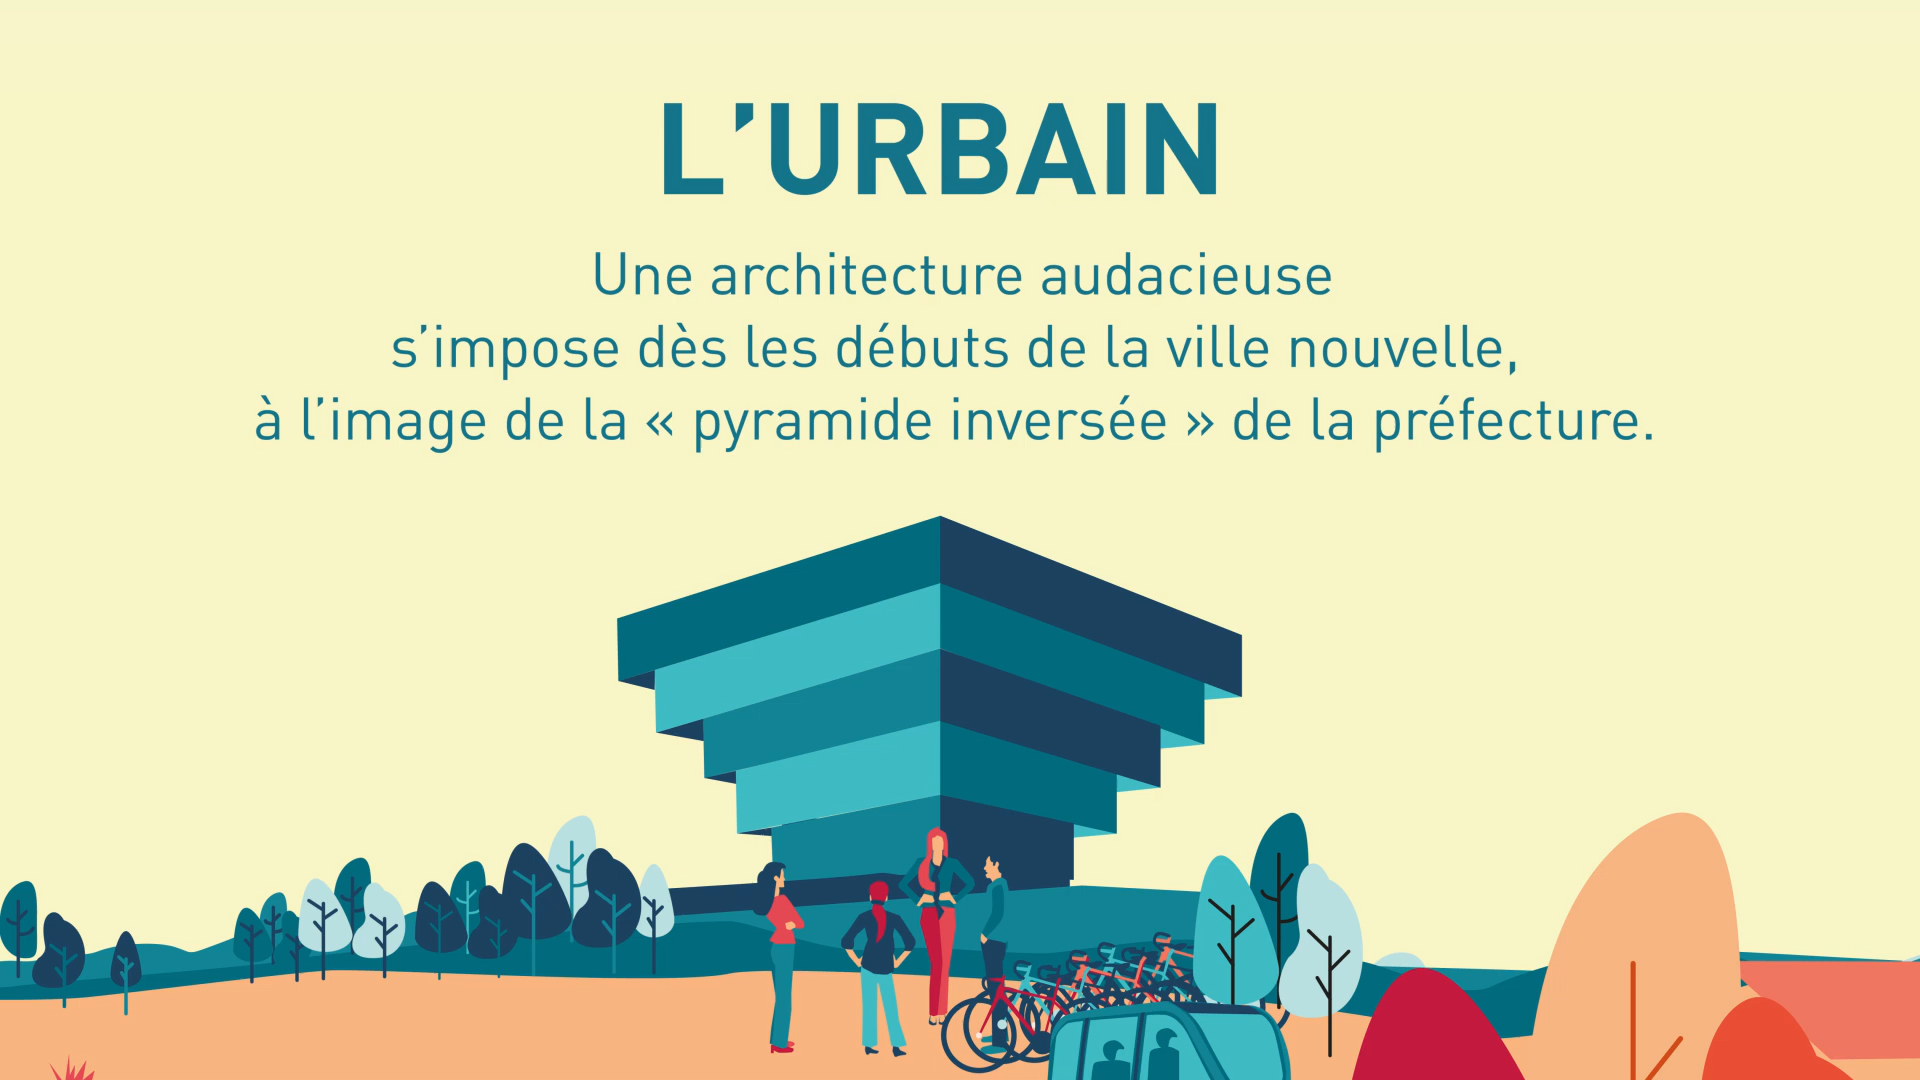 L'URBAIN
Une architecture audacieuse
s'impose dès les débuts de la ville nouvelle,
à l'image de la « pyramide inversée » de la préfecture.